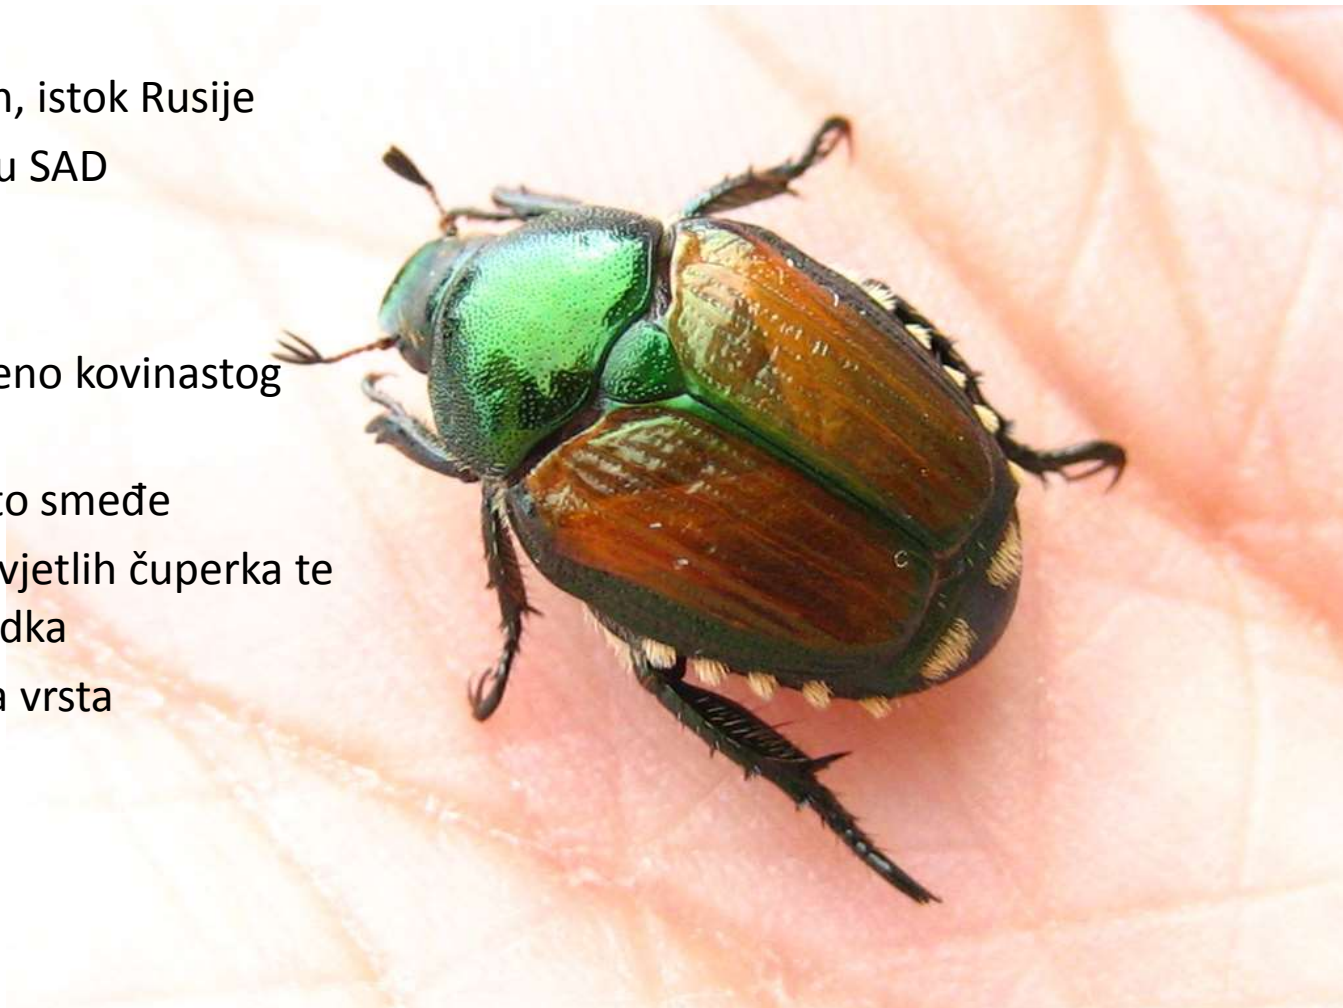 n, istok Rusije
u SAD
eno kovinastog
to smeđe
vjetlih čuperka te
dka
a vrsta